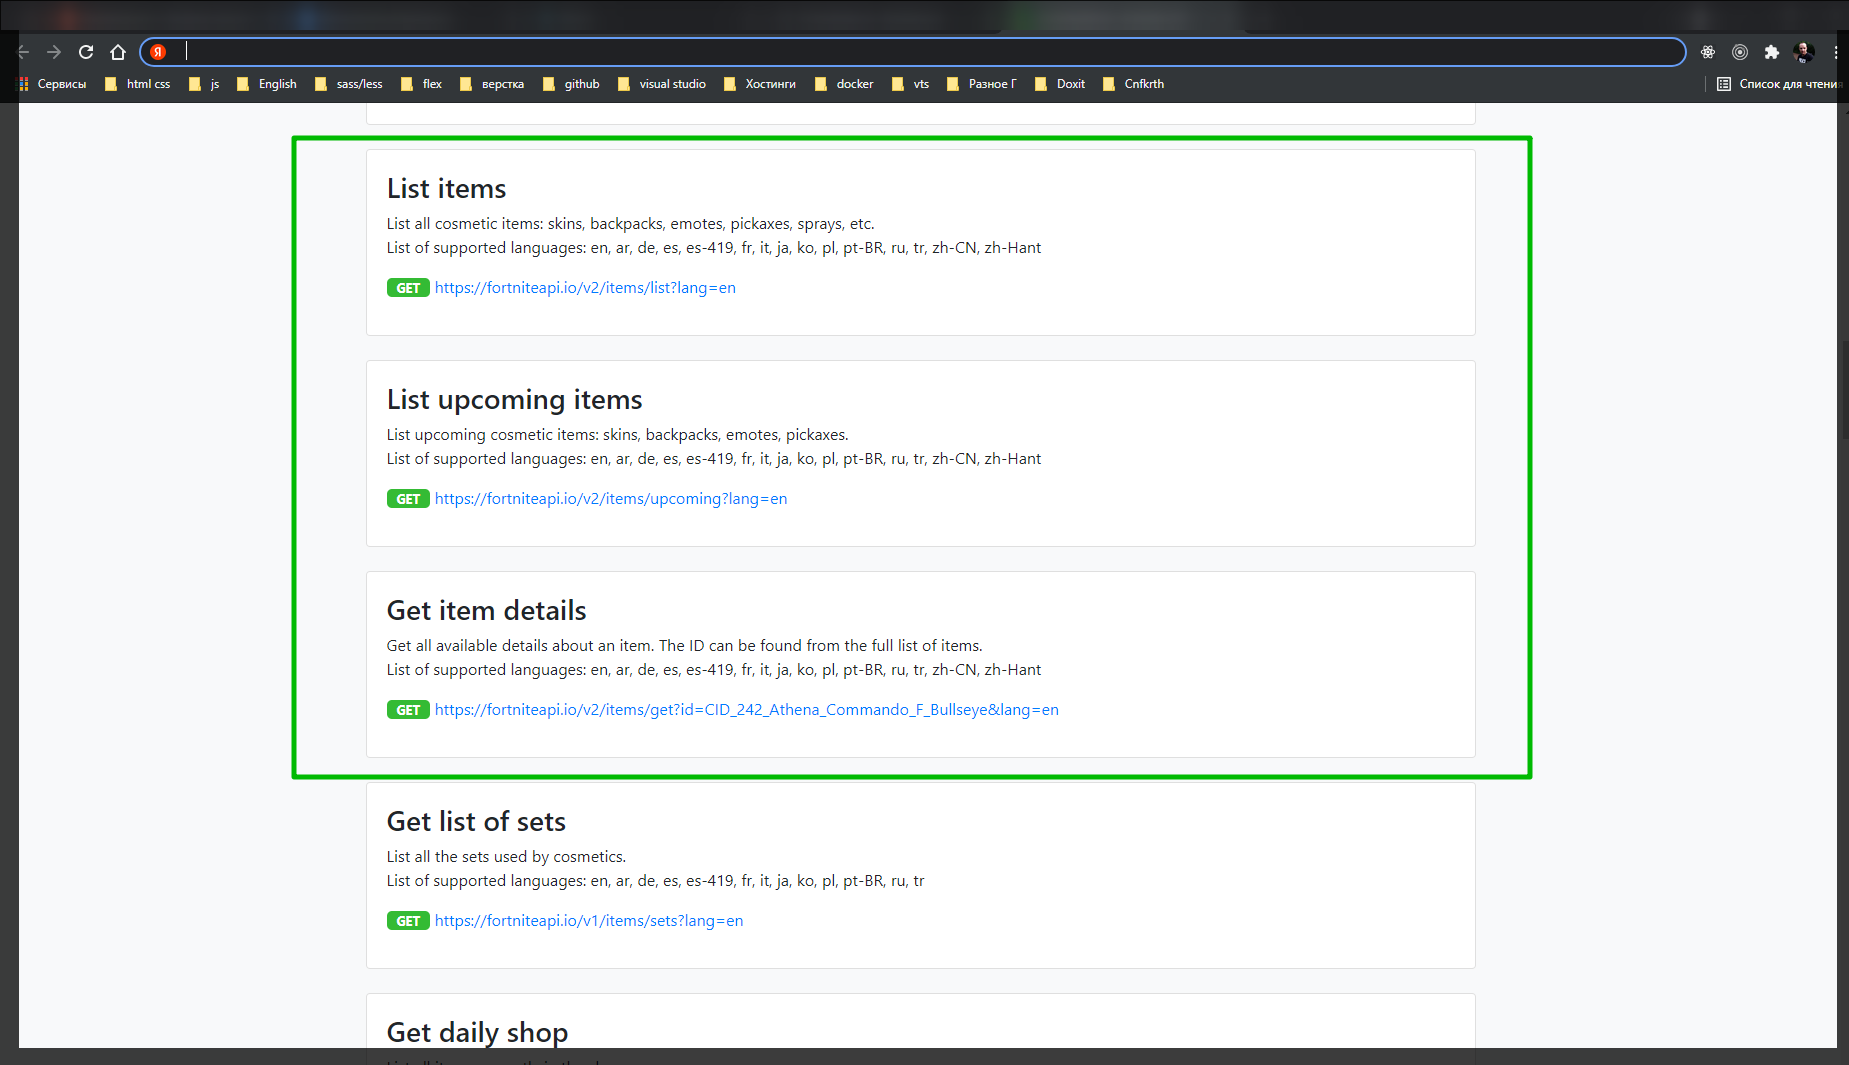 Я
Сервисы html css js English sass/less flex верстка github visual studio Хостинги docker vts Разное Г Doxit Cnfkrth Список для чтения
List items
List all cosmetic items: skins, backpacks, emotes, pickaxes, sprays, etc.
List of supported languages: en, ar, de, es, es-419, fr, it, ja, ko, pl, pt-BR, ru, tr, zh-CN, zh-Hant
GET https://fortniteapi.io/v2/items/list?lang=en
List upcoming items
List upcoming cosmetic items: skins, backpacks, emotes, pickaxes.
List of supported languages: en, ar, de, es, es-419, fr, it, ja, ko, pl, pt-BR, ru, tr, zh-CN, zh-Hant
GET https://fortniteapi.io/v2/items/upcoming?lang=en
Get item details
Get all available details about an item. The ID can be found from the full list of items.
List of supported languages: en, ar, de, es, es-419, fr, it, ja, ko, pl, pt-BR, ru, tr, zh-CN, zh-Hant
GET https://fortniteapi.io/v2/items/get?id=CID_242_Athena_Commando_F_Bullseye&lang=en
Get list of sets
List all the sets used by cosmetics.
List of supported languages: en, ar, de, es, es-419, fr, it, ja, ko, pl, pt-BR, ru, tr
GET https://fortniteapi.io/v1/items/sets?lang=en
Get daily shop